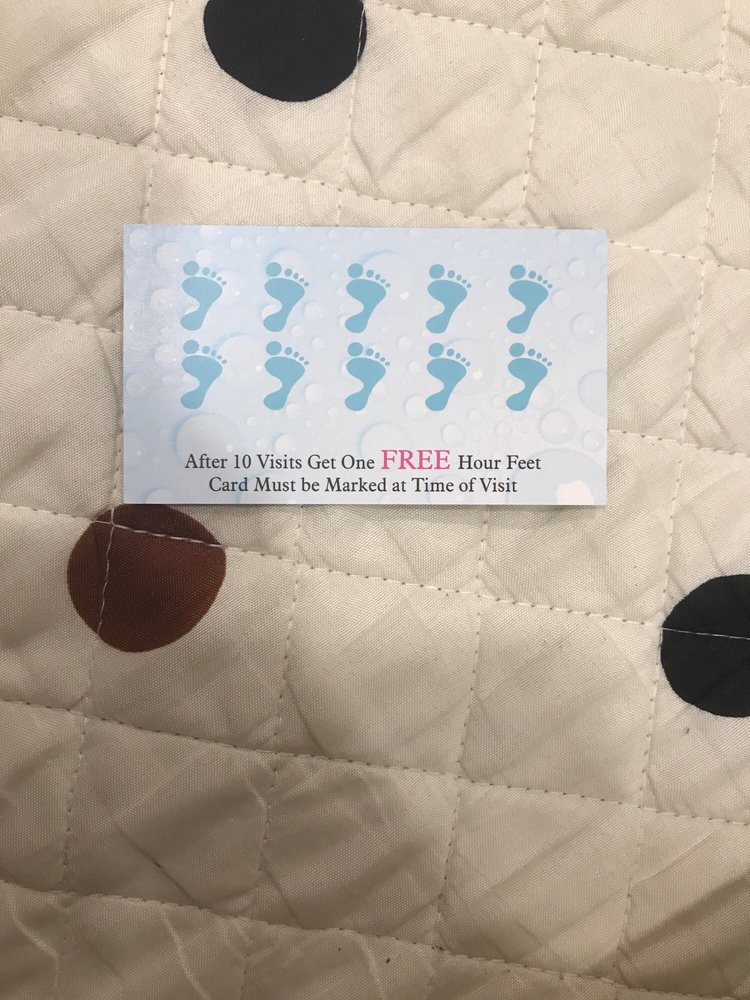 After 10 Visits Get One FREE Hour Feet
Card Must be Marked at Time of Visit